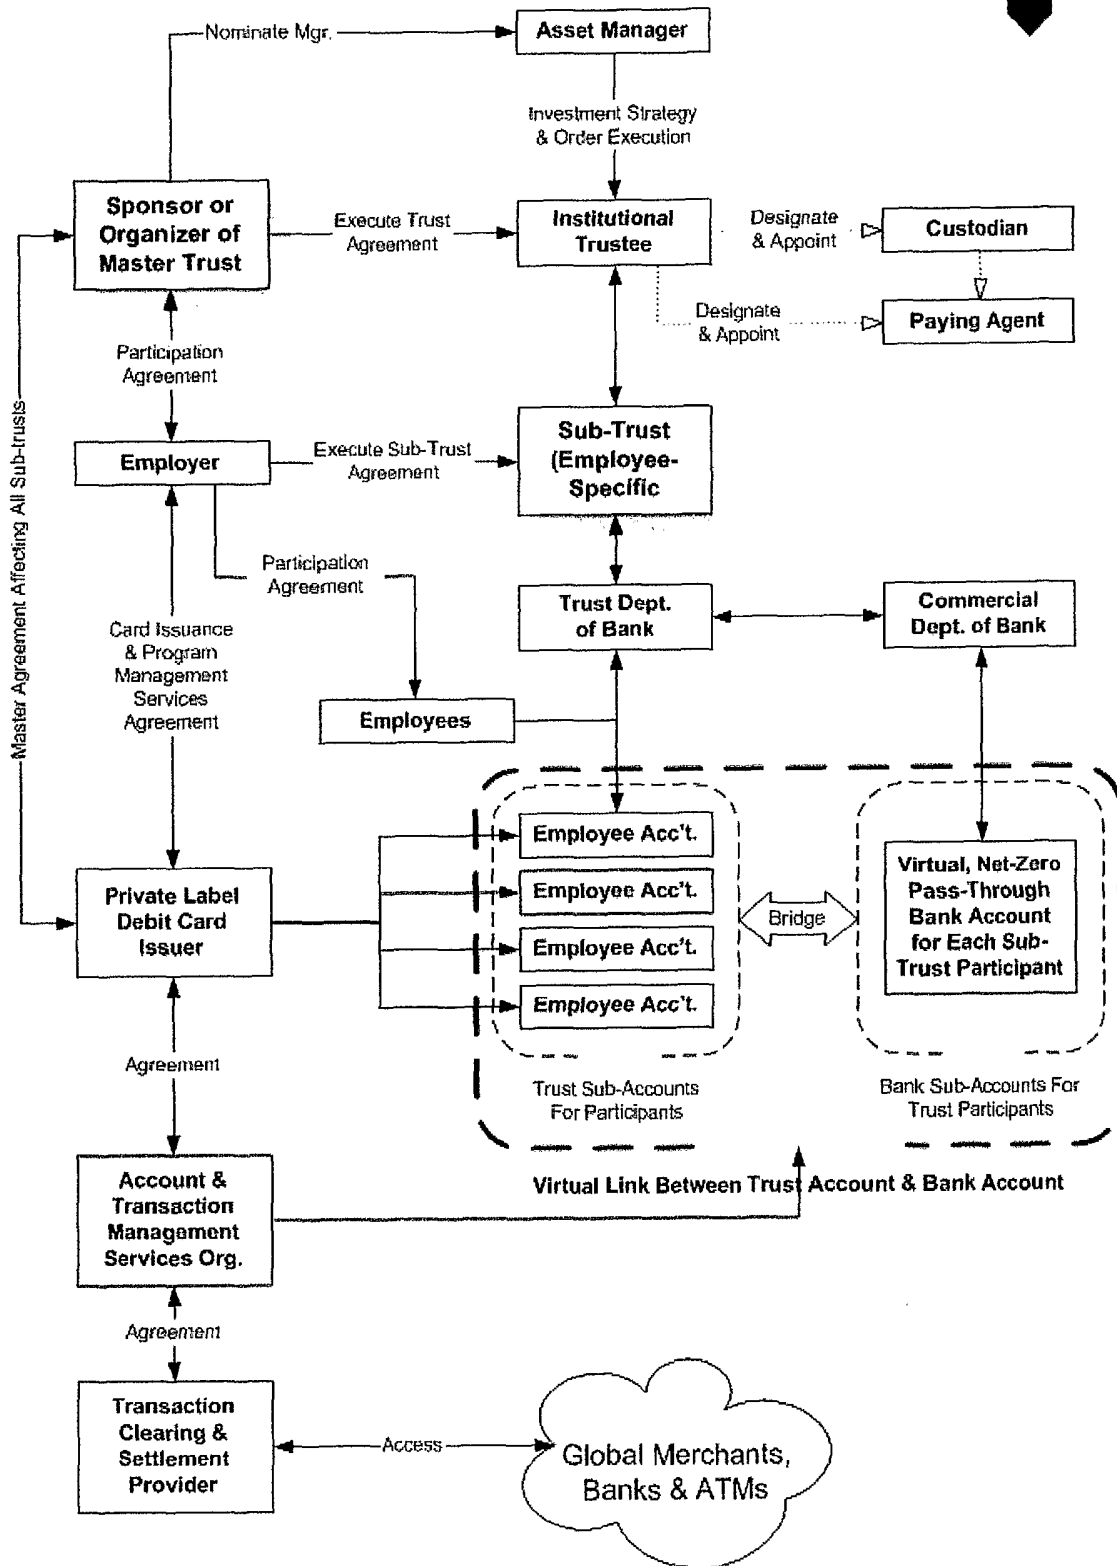 Nominate Mgr.
Asset Manager
Investment Strategy
& Order Execution
Sponsor or
Organizer of
Master Trust
Execute Trust
Agreement
Institutional
Trustee
Designate
& Appoint
Custodian
Designate
& Appoint
Paying Agent
Participation
Agreement
Master Agreement Affecting All Sub-trusts
Employer
Execute Sub-Trust
Agreement
Sub-Trust
(Employee-
Specific
Participation
Agreement
Trust Dept.
of Bank
Commercial
Dept. of Bank
Card Issuance
& Program
Management
Services
Agreement
Employees
Private Label
Debit Card
Issuer
Employee Acc't.
Employee Acc't.
Employee Acc't.
Employee Acc't.
Bridge
Virtual, Net-Zero
Pass-Through
Bank Account
for Each Sub-
Trust Participant
Trust Sub-Accounts
For Participants
Bank Sub-Accounts For
Trust Participants
Agreement
Virtual Link Between Trust Account & Bank Account
Account &
Transaction
Management
Services Org.
Agreement
Transaction
Clearing &
Settlement
Provider
Access
Global Merchants,
Banks & ATMs